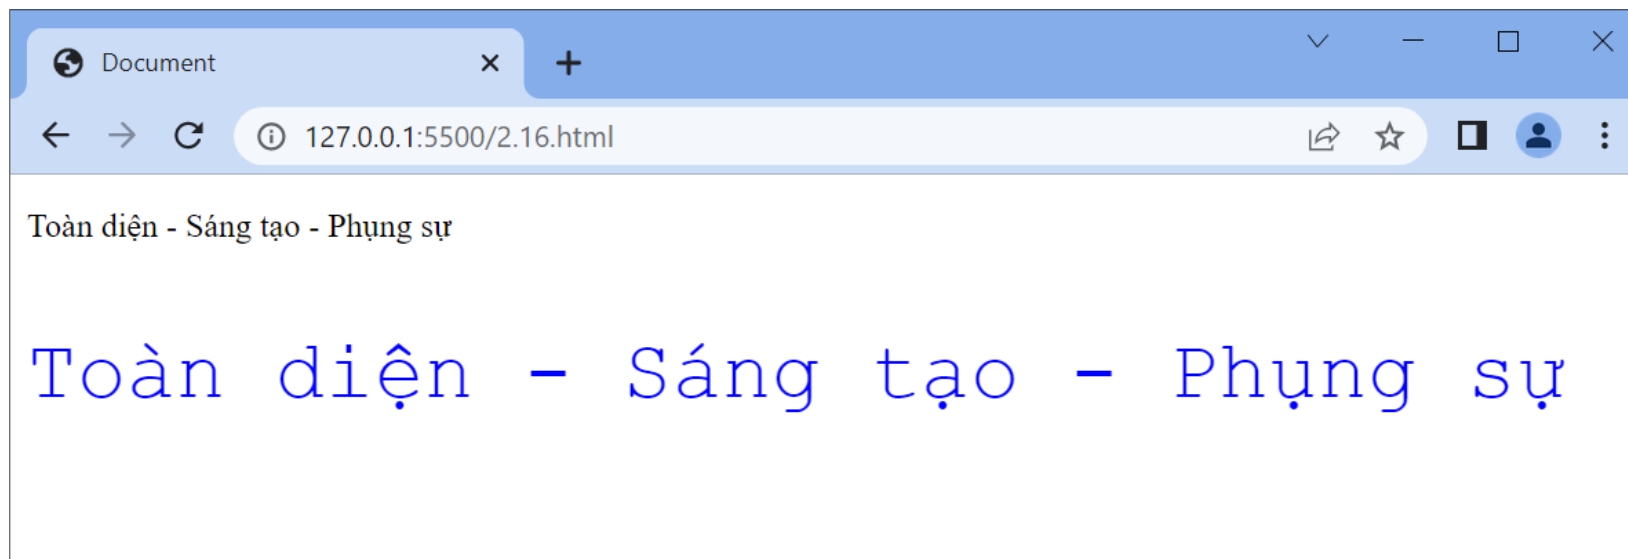 Document
127.0.0.1:5500/2.16.html
Toàn diện - Sáng tạo - Phụng sự
Toàn diện - Sáng tạo - Phụng sự